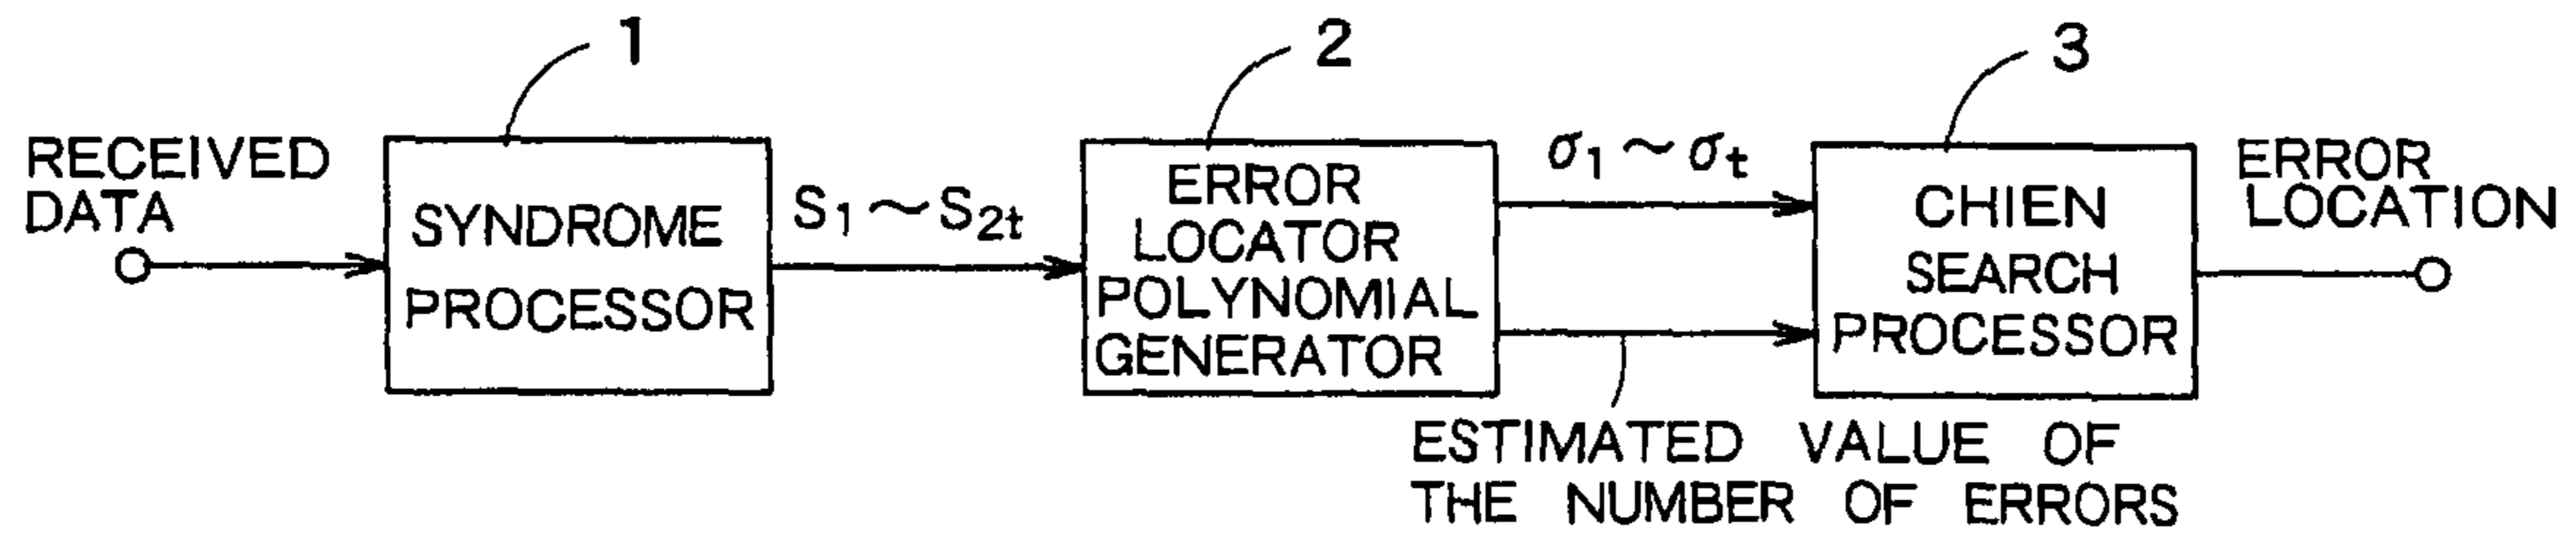 1
2
3
RECEIVED
DATA
SYNDROME
PROCESSOR
S1~S2t
ERROR
LOCATOR
POLYNOMIAL
GENERATOR
σ1~σt
ESTIMATED VALUE OF
THE NUMBER OF ERRORS
CHIEN
SEARCH
PROCESSOR
ERROR
LOCATION